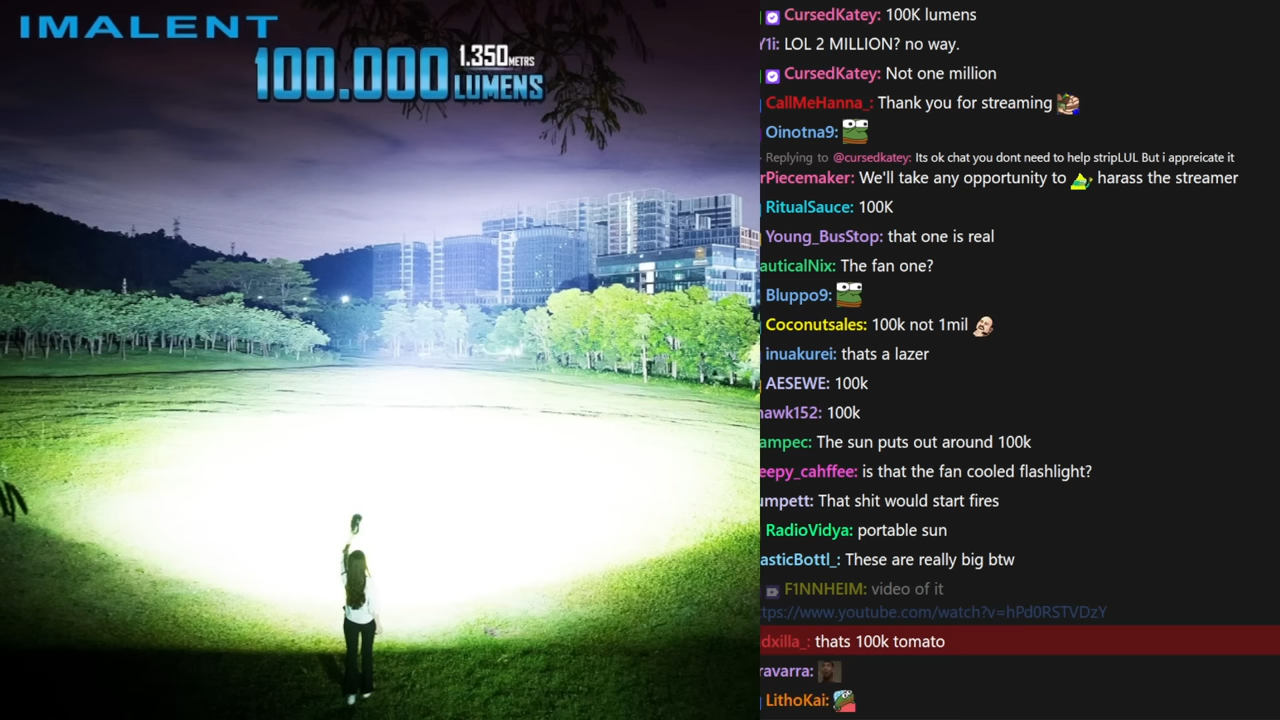 IMALENT
100.000 1.350METRS LUMENS
CursedKatey: 100K lumens
Y1i: LOL 2 MILLION? no way.
CursedKatey: Not one million
CallMeHanna_: Thank you for streaming
Oinotna9:
Replying to @cursedkatey: Its ok chat you dont need to help stripLUL But i appreicate it
rPiecemaker: We'll take any opportunity to harass the streamer
RitualSauce: 100K
Young_BusStop: that one is real
auticalNix: The fan one?
Bluppo9:
Coconutsales: 100k not 1mil
inuakurei: thats a lazer
AESEWE: 100k
hawk152: 100k
ampec: The sun puts out around 100k
eepy_cahffee: is that the fan cooled flashlight?
umpett: That shit would start fires
RadioVidya: portable sun
asticBottl_: These are really big btw
F1NNHEIM: video of it
ttps://www.youtube.com/watch?v=hPd0RSTVDzY
dxilla_: thats 100k tomato
ravarra:
LithoKai: